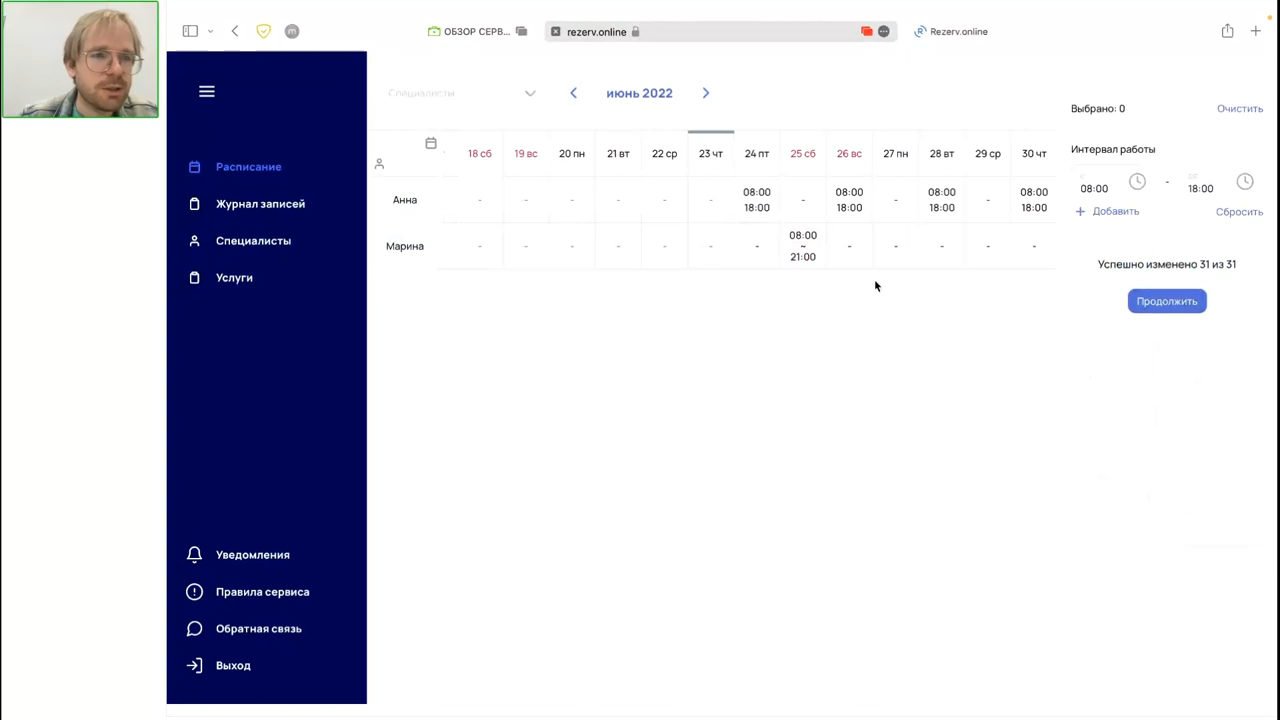 ОБЗОР СЕРВ...
rezerv.online
Rezerv.online
m
Специалисты
июнь 2022
Выбрано: 0
Очистить
Расписание
Журнал записей
Специалисты
Услуги
Уведомления
Правила сервиса
Обратная связь
Выход
18 сб 19 вс 20 пн 21 вт 22 ср 23 чт 24 пт 25 сб 26 вс 27 пн 28 вт 29 ср 30 чт
Анна - - - - - - 08:00 18:00 - 08:00 18:00 - 08:00 18:00 - 08:00 18:00
Марина - - - - - - - 08:00 ~ 21:00 - - - - -
Интервал работы
08:00 - 18:00
+ Добавить
Сбросить
Успешно изменено 31 из 31
Продолжить